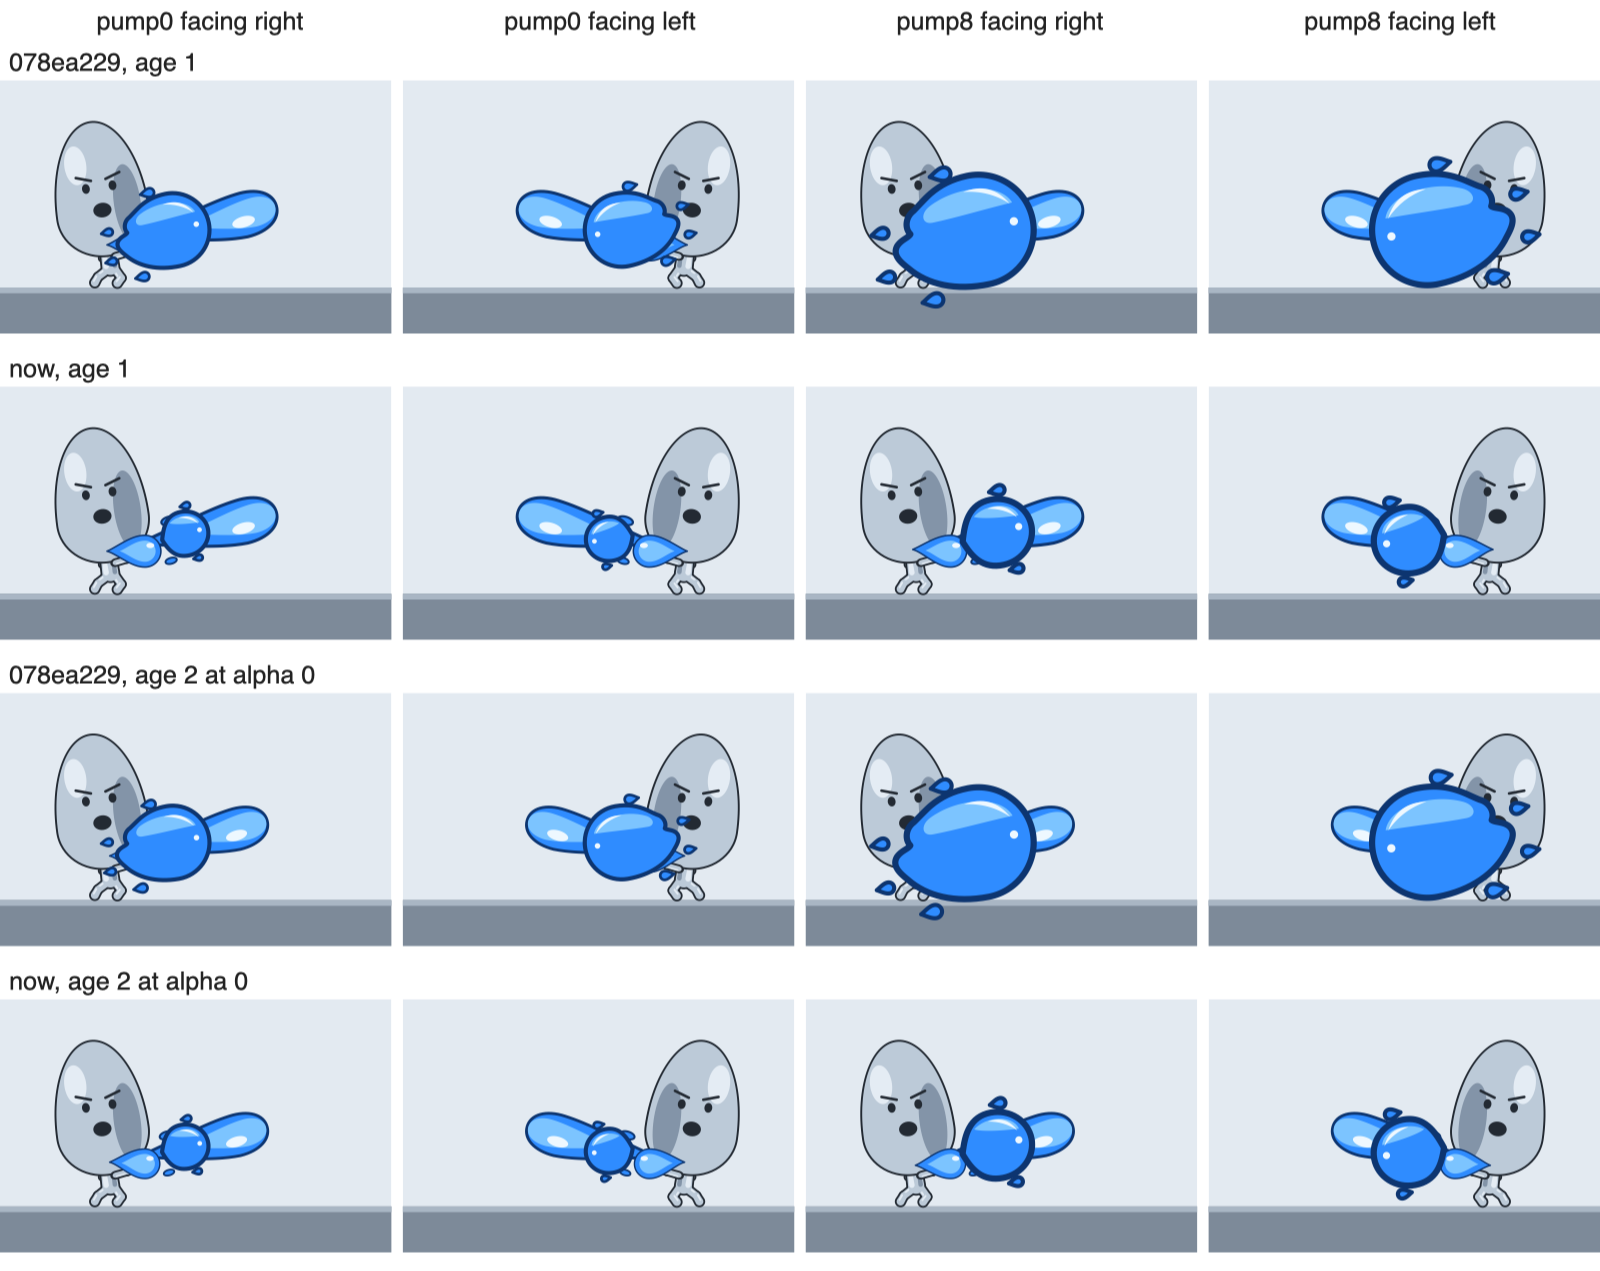 pump0 facing right
pump0 facing left
pump8 facing right
pump8 facing left
078ea229, age 1
now, age 1
078ea229, age 2 at alpha 0
now, age 2 at alpha 0